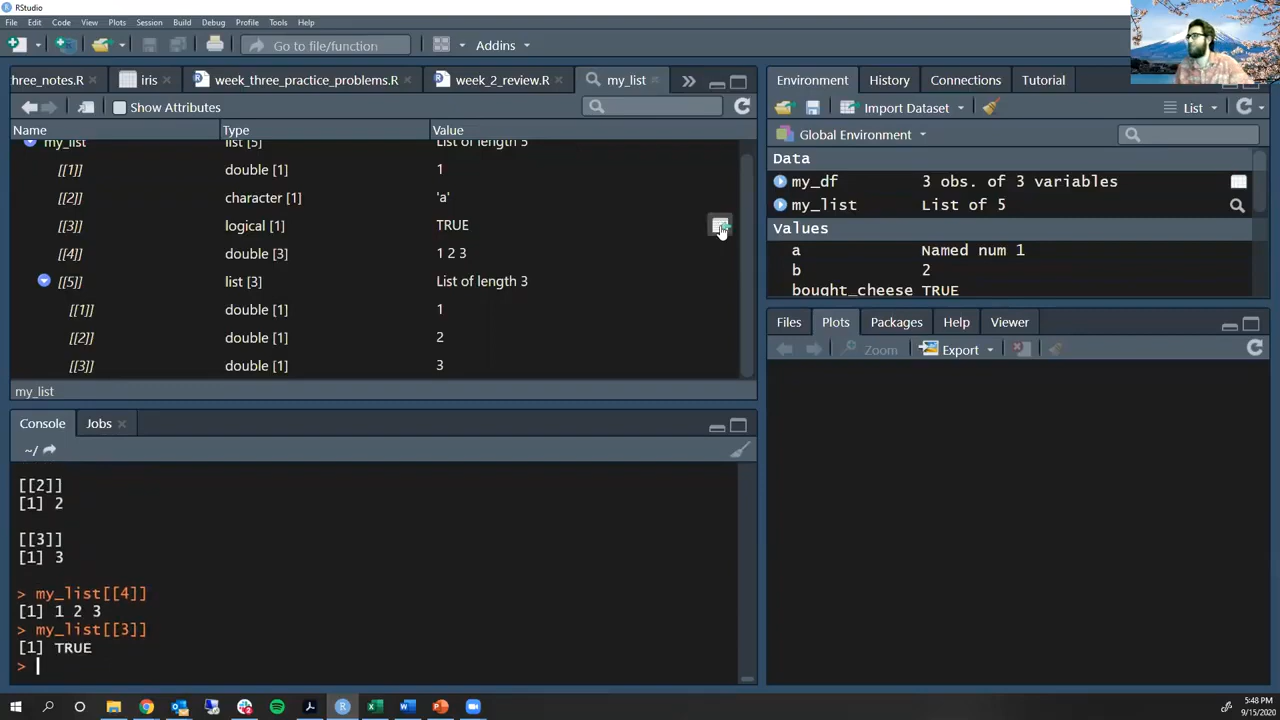 RStudio
File Edit Code View Plots Session Build Debug Profile Tools Help
Go to file/function Addins
hree_notes.R iris week_three_practice_problems.R week_2_review.R my_list
Show Attributes
Name Type Value
my_list list [5] List of length 5
[[1]] double [1] 1
[[2]] character [1] 'a'
[[3]] logical [1] TRUE
[[4]] double [3] 1 2 3
[[5]] list [3] List of length 3
[[1]] double [1] 1
[[2]] double [1] 2
[[3]] double [1] 3
my_list
Console Jobs
~/
[[2]]
[1] 2
[[3]]
[1] 3
> my_list[[4]]
[1] 1 2 3
> my_list[[3]]
[1] TRUE
>
Environment History Connections Tutorial
Import Dataset List
Global Environment
Data
my_df 3 obs. of 3 variables
my_list List of 5
Values
a Named num 1
b 2
bought_cheese TRUE
Files Plots Packages Help Viewer
Zoom Export
5:48 PM
9/15/2020